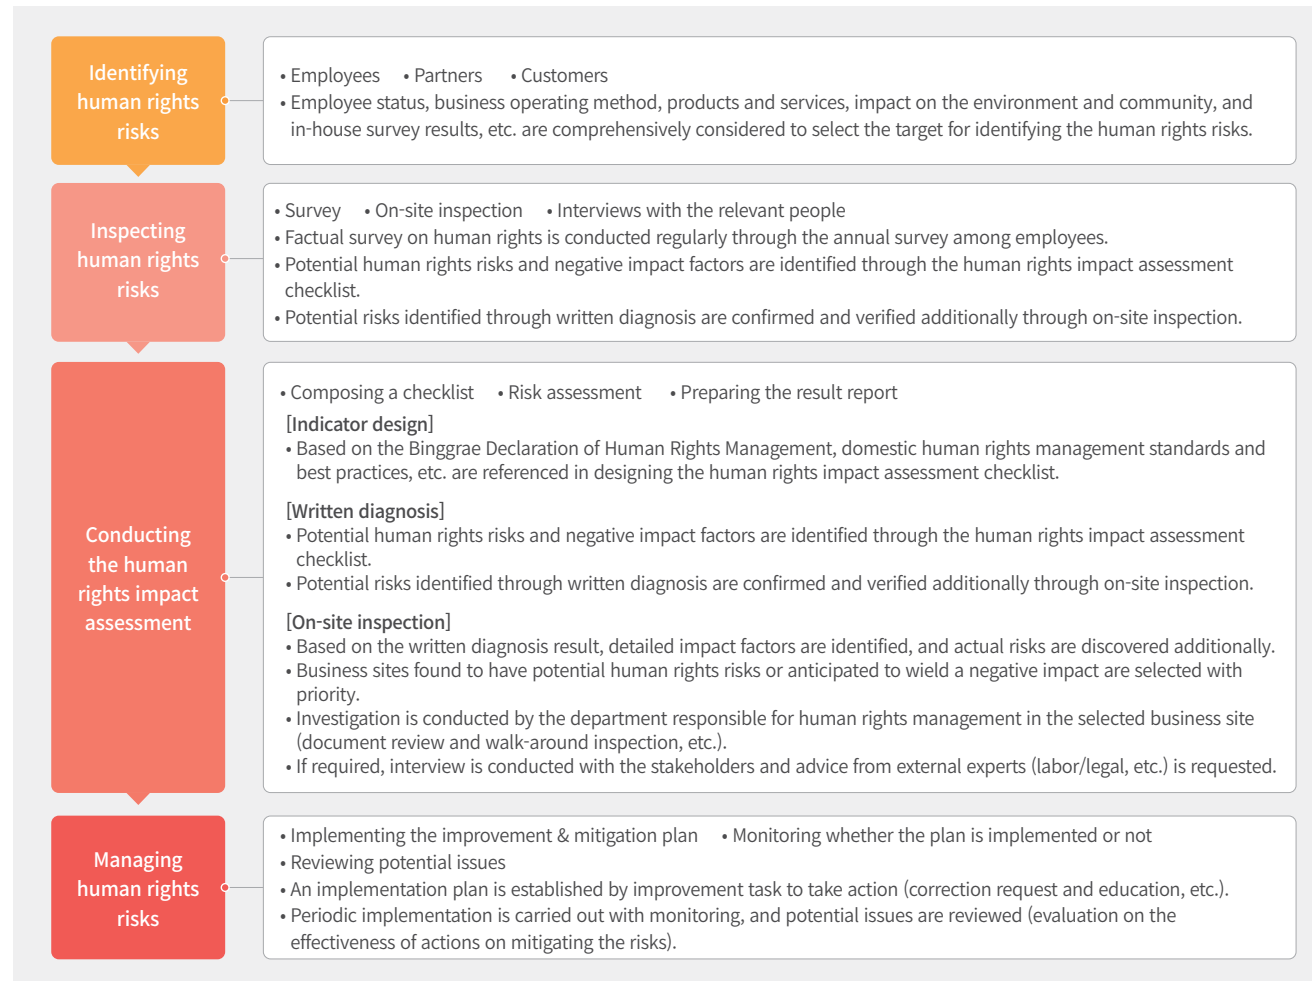 Identifying
human rights
risks
• Employees • Partners • Customers
• Employee status, business operating method, products and services, impact on the environment and community, and
in-house survey results, etc. are comprehensively considered to select the target for identifying the human rights risks.
Inspecting
human rights
risks
• Survey • On-site inspection • Interviews with the relevant people
• Factual survey on human rights is conducted regularly through the annual survey among employees.
• Potential human rights risks and negative impact factors are identified through the human rights impact assessment
checklist.
• Potential risks identified through written diagnosis are confirmed and verified additionally through on-site inspection.
Conducting
the human
rights impact
assessment
• Composing a checklist • Risk assessment • Preparing the result report
[Indicator design]
• Based on the Binggrae Declaration of Human Rights Management, domestic human rights management standards and
best practices, etc. are referenced in designing the human rights impact assessment checklist.
[Written diagnosis]
• Potential human rights risks and negative impact factors are identified through the human rights impact assessment
checklist.
• Potential risks identified through written diagnosis are confirmed and verified additionally through on-site inspection.
[On-site inspection]
• Based on the written diagnosis result, detailed impact factors are identified, and actual risks are discovered additionally.
• Business sites found to have potential human rights risks or anticipated to wield a negative impact are selected with
priority.
• Investigation is conducted by the department responsible for human rights management in the selected business site
(document review and walk-around inspection, etc.).
• If required, interview is conducted with the stakeholders and advice from external experts (labor/legal, etc.) is requested.
Managing
human rights
risks
• Implementing the improvement & mitigation plan • Monitoring whether the plan is implemented or not
• Reviewing potential issues
• An implementation plan is established by improvement task to take action (correction request and education, etc.).
• Periodic implementation is carried out with monitoring, and potential issues are reviewed (evaluation on the
effectiveness of actions on mitigating the risks).